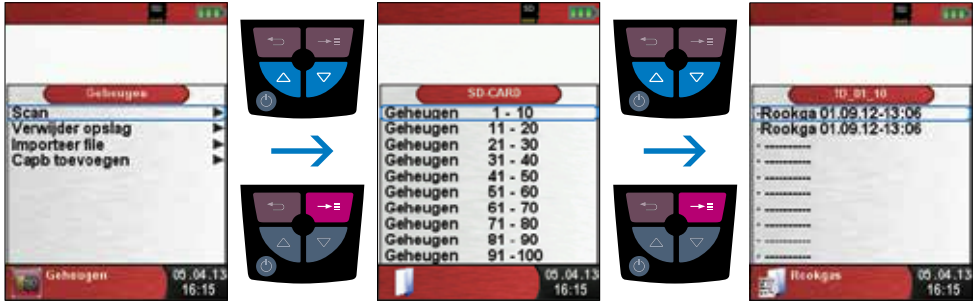 Geheugen
Scan
Verwijder opslag
Importeer file
Capb toevoegen
Geheugen
05.04.13
16:15
SD-CARD
Geheugen 1 - 10
Geheugen 11 - 20
Geheugen 21 - 30
Geheugen 31 - 40
Geheugen 41 - 50
Geheugen 51 - 60
Geheugen 61 - 70
Geheugen 71 - 80
Geheugen 81 - 90
Geheugen 91 -100
05.04.13
16:15
ID_01_10
-Rookga 01.09.12-13:06
-Rookga 01.09.12-13:06
- ---------
- ---------
- ---------
- ---------
- ---------
- ---------
- ---------
- ---------
Rookgas
05.04.13
16:15